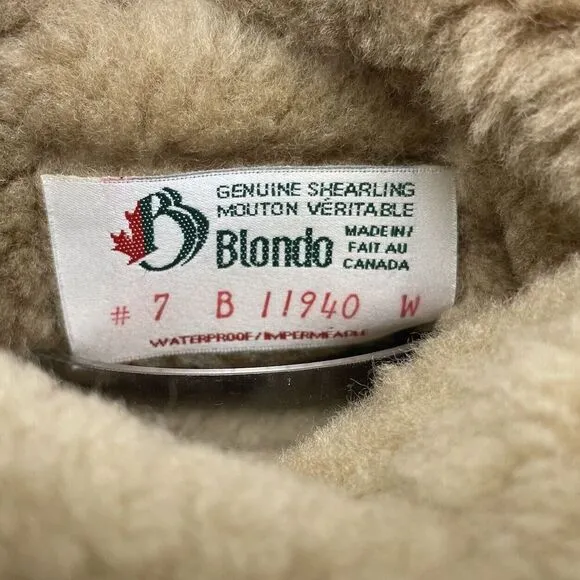 GENUINE SHEARLING
MOUTON VÉRITABLE
B Blondo MADE IN/
FAIT AU
CANADA
# 7 B 11940 W
WATERPROOF/IMPERMÉABLE